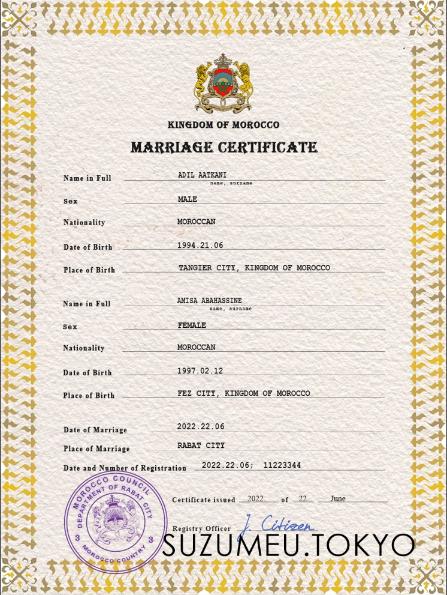 KINGDOM OF MOROCCO
MARRIAGE CERTIFICATE
Name in Full ADIL AATKANI
name, surname
Sex MALE
Nationality MOROCCAN
Date of Birth 1994.21.06
Place of Birth TANGIER CITY, KINGDOM OF MOROCCO
Name in Full AMISA ABAHASSINE
name, surname
Sex FEMALE
Nationality MOROCCAN
Date of Birth 1997.02.12
Place of Birth FEZ CITY, KINGDOM OF MOROCCO
Date of Marriage 2022.22.06
Place of Marriage RABAT CITY
Date and Number of Registration 2022.22.06; 11223344
Certificate issued 2022 of 22 June
Registry Officer J. Citizen
MOROCCO COUNCIL
DEPARTMENT OF RABAT CITY
3 3
MOROCCO COUNTRY
SUZUMEU.TOKYO